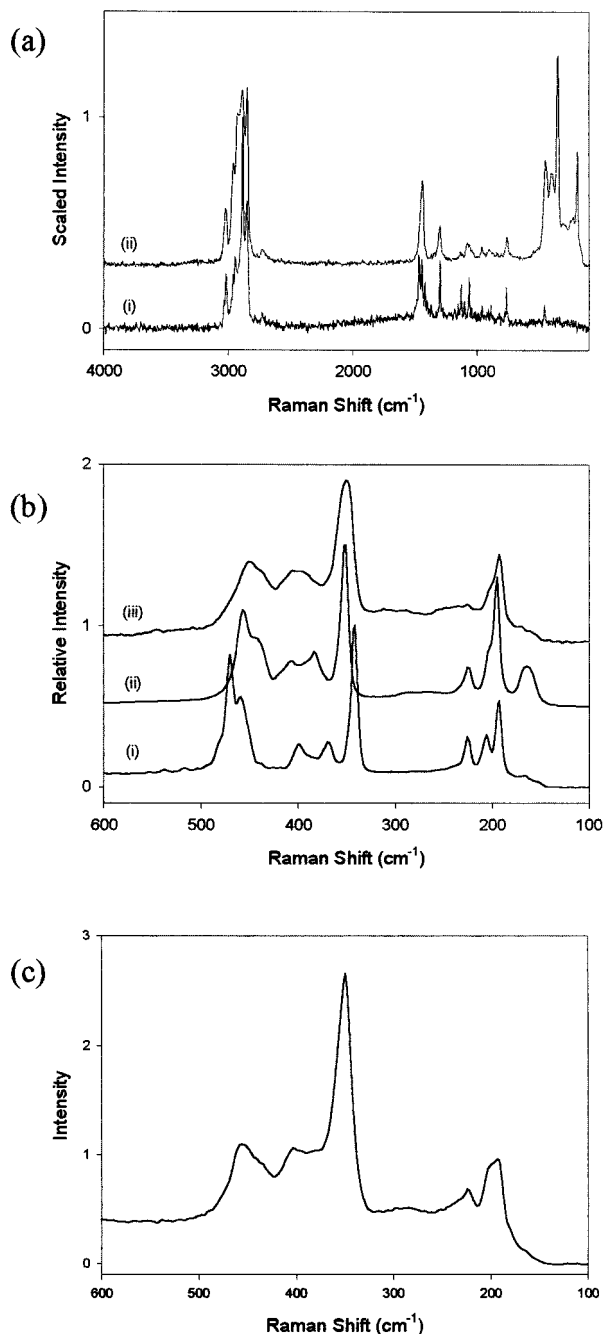 (a)
Scaled Intensity
1
0
(ii)
(i)
4000 3000 2000 1000
Raman Shift (cm⁻¹)
(b)
Relative Intensity
2
1
0
(iii)
(ii)
(i)
600 500 400 300 200 100
Raman Shift (cm⁻¹)
(c)
Intensity
3
2
1
0
600 500 400 300 200 100
Raman Shift (cm⁻¹)